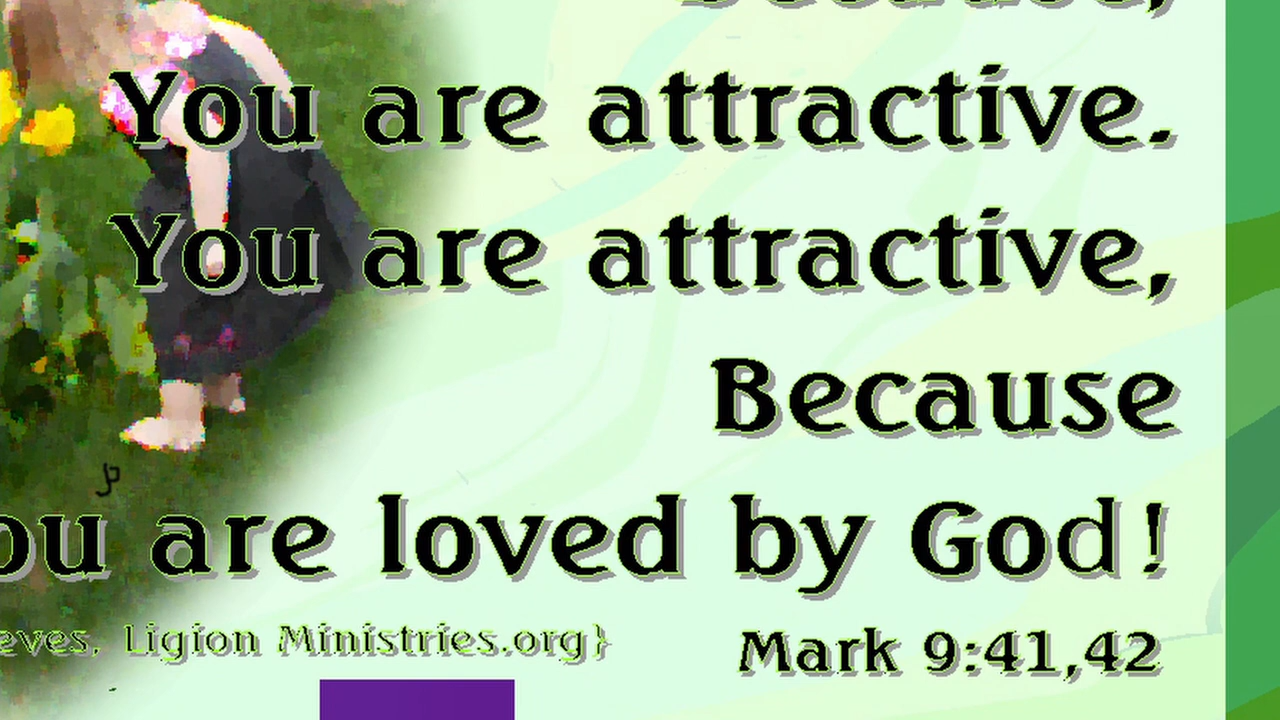 Because,
You are attractive.
You are attractive,
Because
ou are loved by God!
eves, Ligion Ministries.org}
Mark 9:41,42